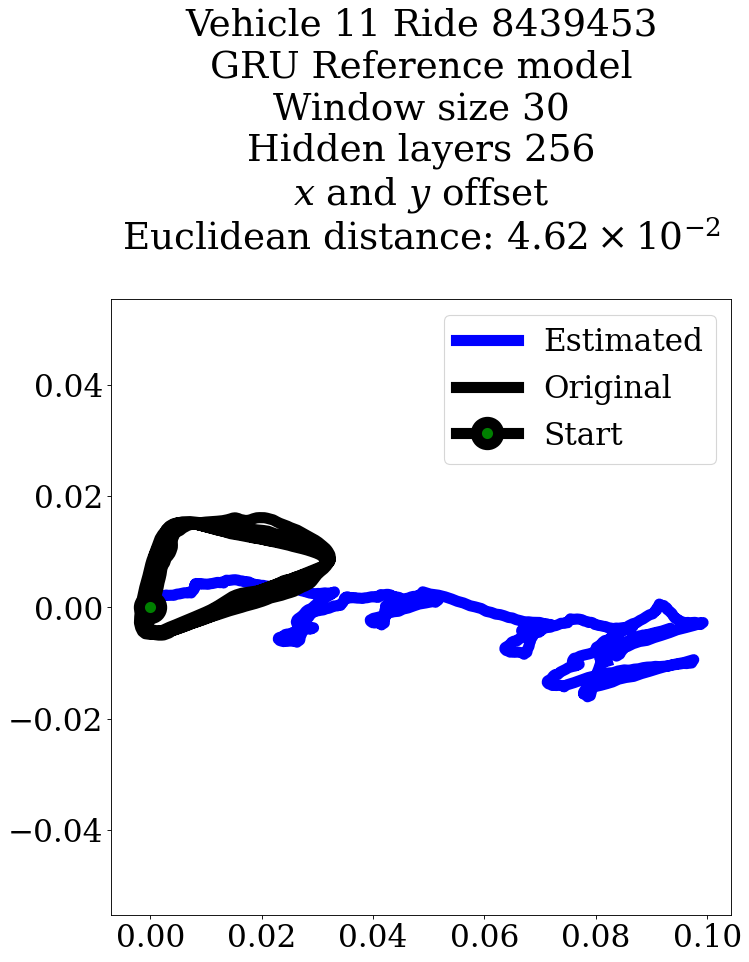 Vehicle 11 Ride 8439453
GRU Reference model
Window size 30
Hidden layers 256
x and y offset
Euclidean distance: 4.62 × 10⁻²
Estimated
Original
Start
0.04
0.02
0.00
−0.02
−0.04
0.00 0.02 0.04 0.06 0.08 0.10